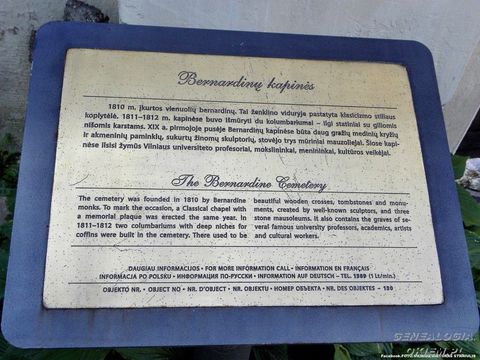 Bernardinų kapinės
1810 m. įkurtos vienuolių bernardinų. Tai ženklino viduryje pastatyta klasicizmo stiliaus
koplytėlė. 1811–1812 m. kapinėse buvo išmūryti du kolumbariumai – ilgi statiniai su giliomis
nišomis karstams. XIX a. pirmojoje pusėje Bernardinų kapinėse būta daug gražių medinių kryžių
ir akmeninių paminklų, sukurtų žinomų skulptorių, stovėjo trys mūriniai mauzoliejai. Šiose kapi-
nėse ilsisi žymūs Vilniaus universiteto profesoriai, mokslininkai, menininkai, kultūros veikėjai.
The Bernardine Cemetery
The cemetery was founded in 1810 by Bernardine
monks. To mark the occasion, a Classical chapel with
a memorial plaque was erected the same year. In
1811–1812 two columbariums with deep niches for
coffins were built in the cemetery. There used to be
beautiful wooden crosses, tombstones and monu-
ments, created by well-known sculptors, and three
stone mausoleums. It also contains the graves of se-
veral famous university professors, academics, artists
and cultural workers.
DAUGIAU INFORMACIJOS • FOR MORE INFORMATION CALL • INFORMATION EN FRANÇAIS
INFORMACJA PO POLSKU • ИНФОРМАЦИЯ ПО-РУССКИ • INFORMATION AUF DEUTSCH – TEL. 1589 (1 Lt/min.)
OBJEKTO NR. • OBJECT NO • NR. D'OBJECT • NR. OBJEKTU • НОМЕР ОБЪЕКТА • NR. DES OBJEKTES – 130
GENEALOGIA
OKIEM.PL